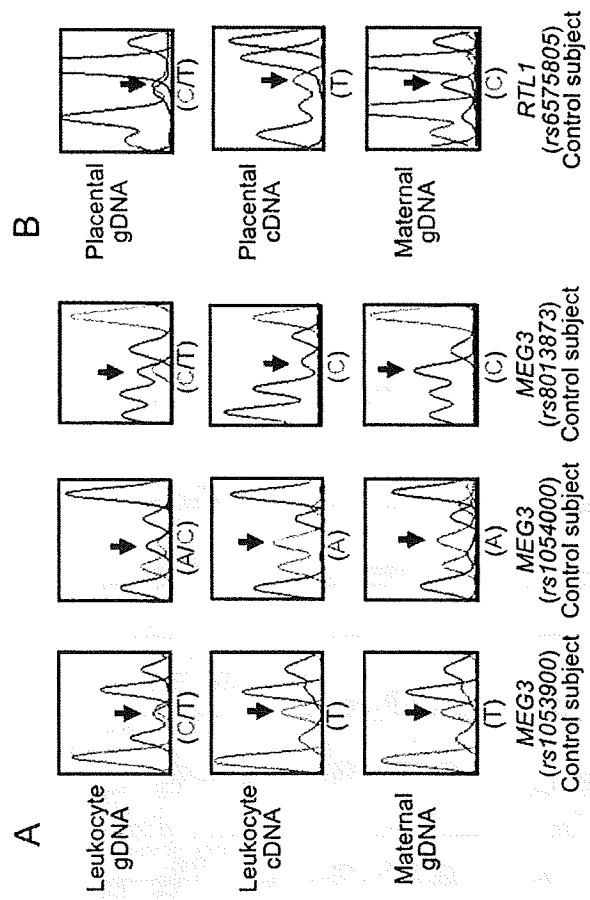 A
Leukocyte
gDNA
(C/T)
(A/C)
(C/T)
Leukocyte
cDNA
(T)
(A)
(C)
Maternal
gDNA
(T)
(A)
(C)
MEG3
(rs1053900)
Control subject
MEG3
(rs1054000)
Control subject
MEG3
(rs8013873)
Control subject
B
Placental
gDNA
(C/T)
Placental
cDNA
(T)
Maternal
gDNA
(C)
RTL1
(rs6575805)
Control subject